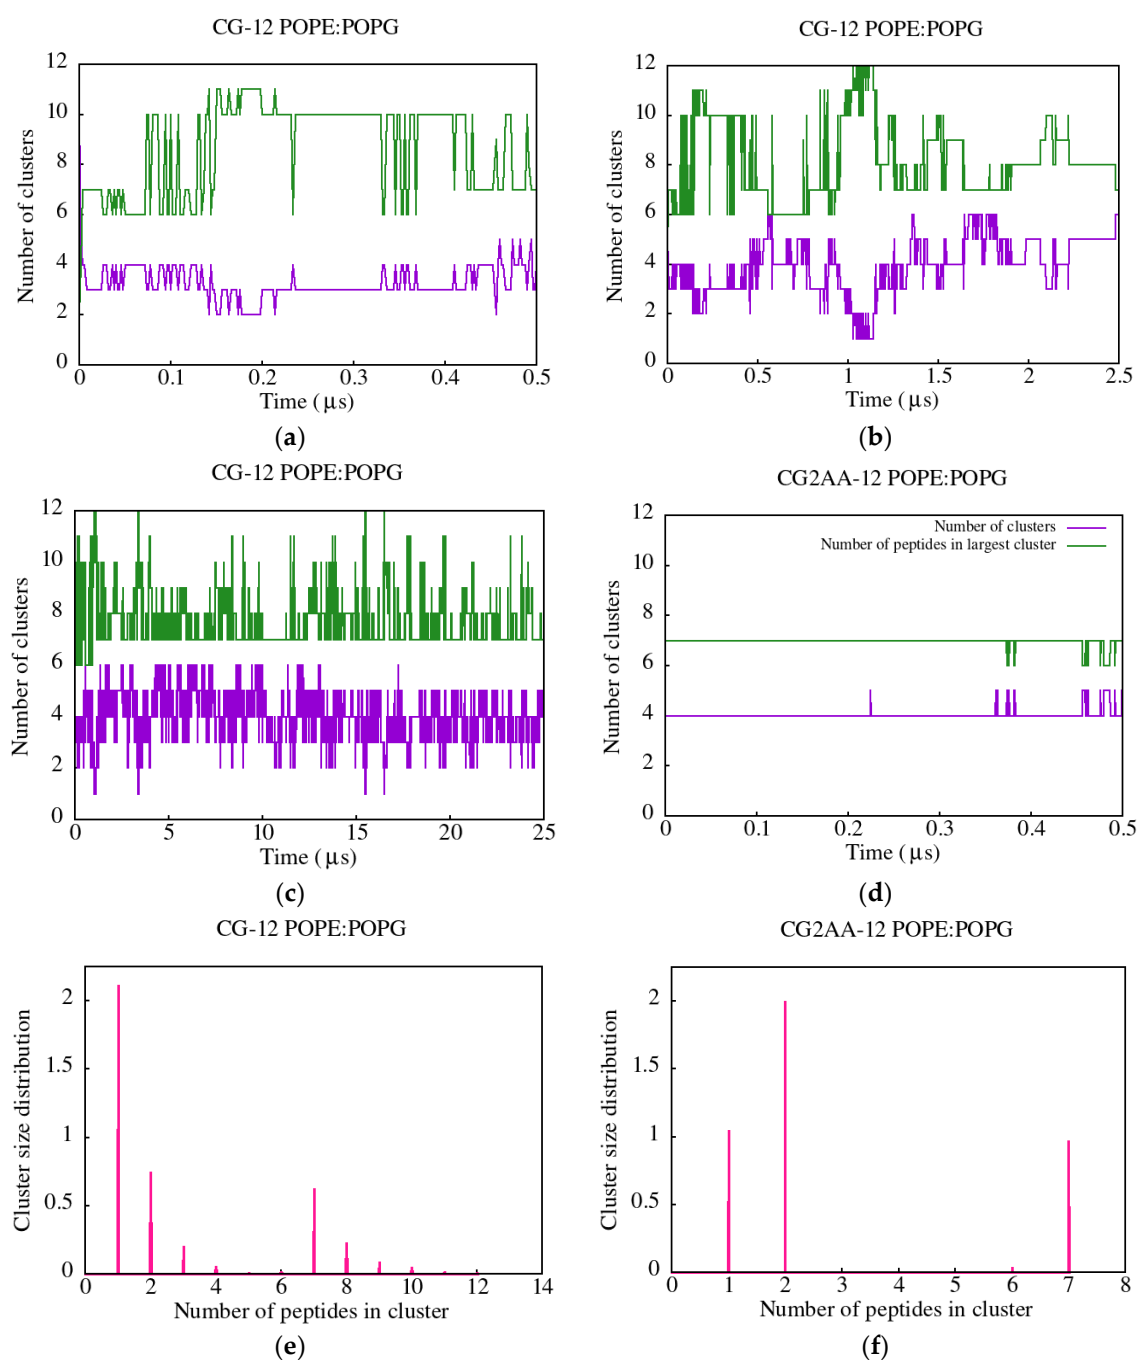 CG-12 POPE:POPG
Number of clusters
12
10
8
6
4
2
0
0 0.1 0.2 0.3 0.4 0.5
Time (μs)
(a)
CG-12 POPE:POPG
Number of clusters
12
10
8
6
4
2
0
0 0.5 1 1.5 2 2.5
Time (μs)
(b)
CG-12 POPE:POPG
Number of clusters
12
10
8
6
4
2
0
0 5 10 15 20 25
Time (μs)
(c)
CG2AA-12 POPE:POPG
Number of clusters
Number of peptides in largest cluster
Number of clusters
12
10
8
6
4
2
0
0 0.1 0.2 0.3 0.4 0.5
Time (μs)
(d)
CG-12 POPE:POPG
Cluster size distribution
2
1.5
1
0.5
0
0 2 4 6 8 10 12 14
Number of peptides in cluster
(e)
CG2AA-12 POPE:POPG
Cluster size distribution
2
1.5
1
0.5
0
0 1 2 3 4 5 6 7 8
Number of peptides in cluster
(f)